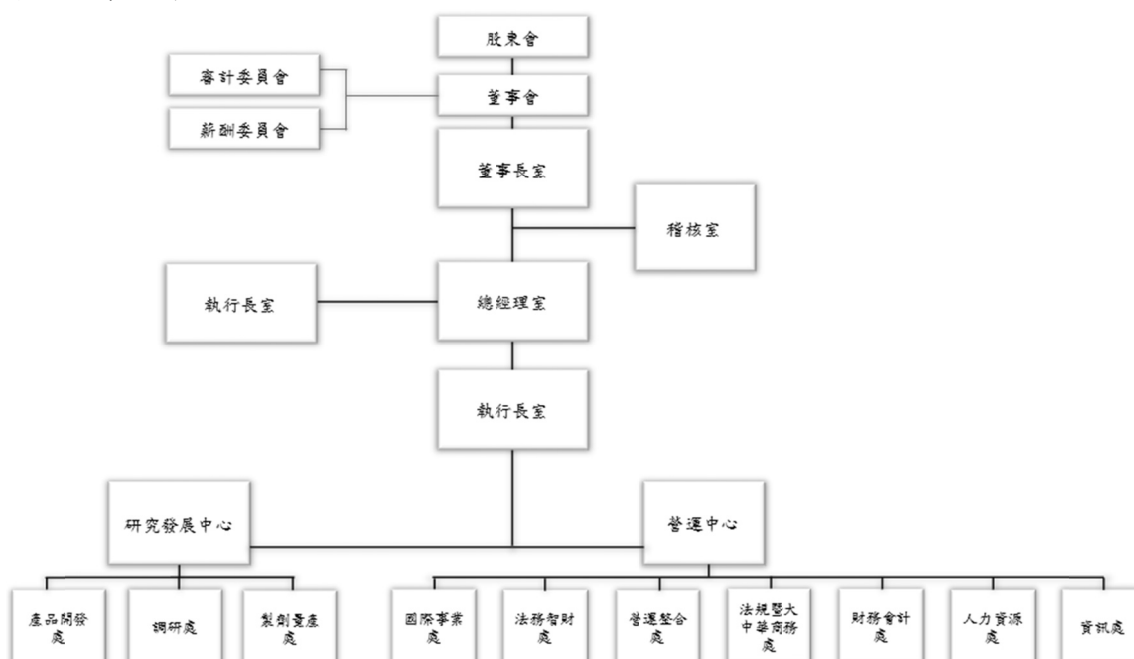 股東會
審計委員會
董事會
薪酬委員會
董事長室
稽核室
執行長室
總經理室
執行長室
研究發展中心
營運中心
產品開發
處
調研處
製劑量產
處
國際事業
處
法務智財
處
營運整合
處
法規暨大
中華商務
處
財務會計
處
人力資源
處
資訊處